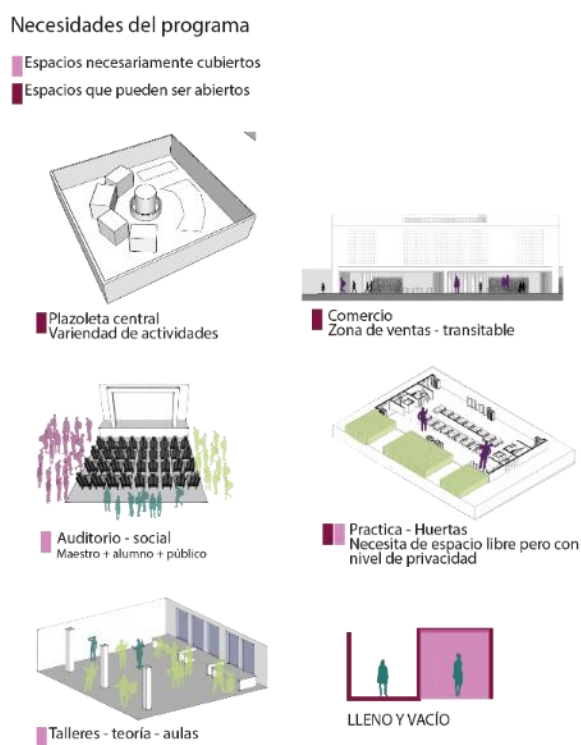 Necesidades del programa
Espacios necesariamente cubiertos
Espacios que pueden ser abiertos
Plazoleta central
Variendad de actividades
Comercio
Zona de ventas - transitable
Auditorio - social
Maestro + alumno + público
Practica - Huertas
Necesita de espacio libre pero con
nivel de privacidad
Talleres - teoría - aulas
LLENO Y VACÍO